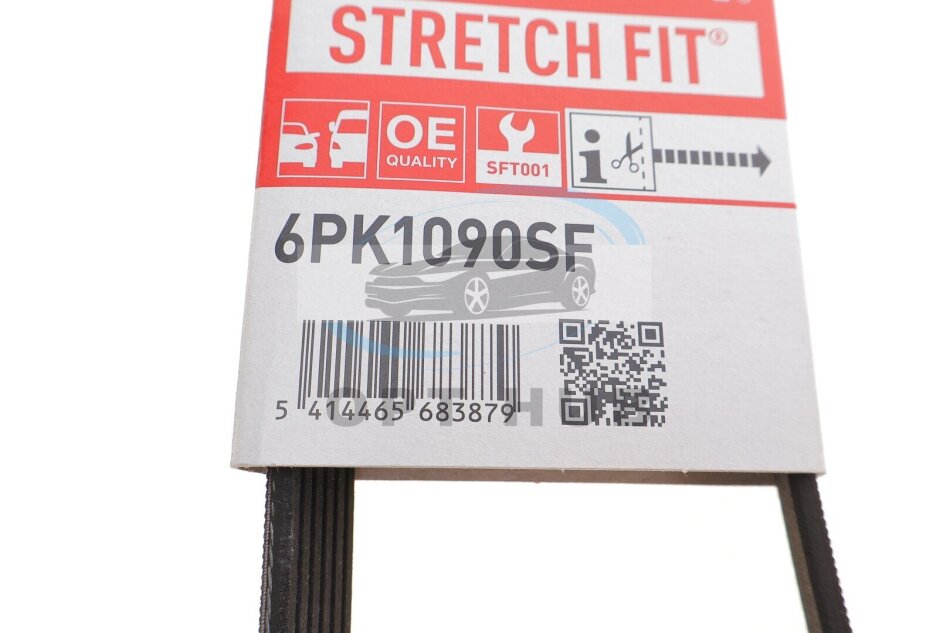 STRETCH FIT®
OE
QUALITY
SFT001
i
6PK1090SF
5 414465 683879